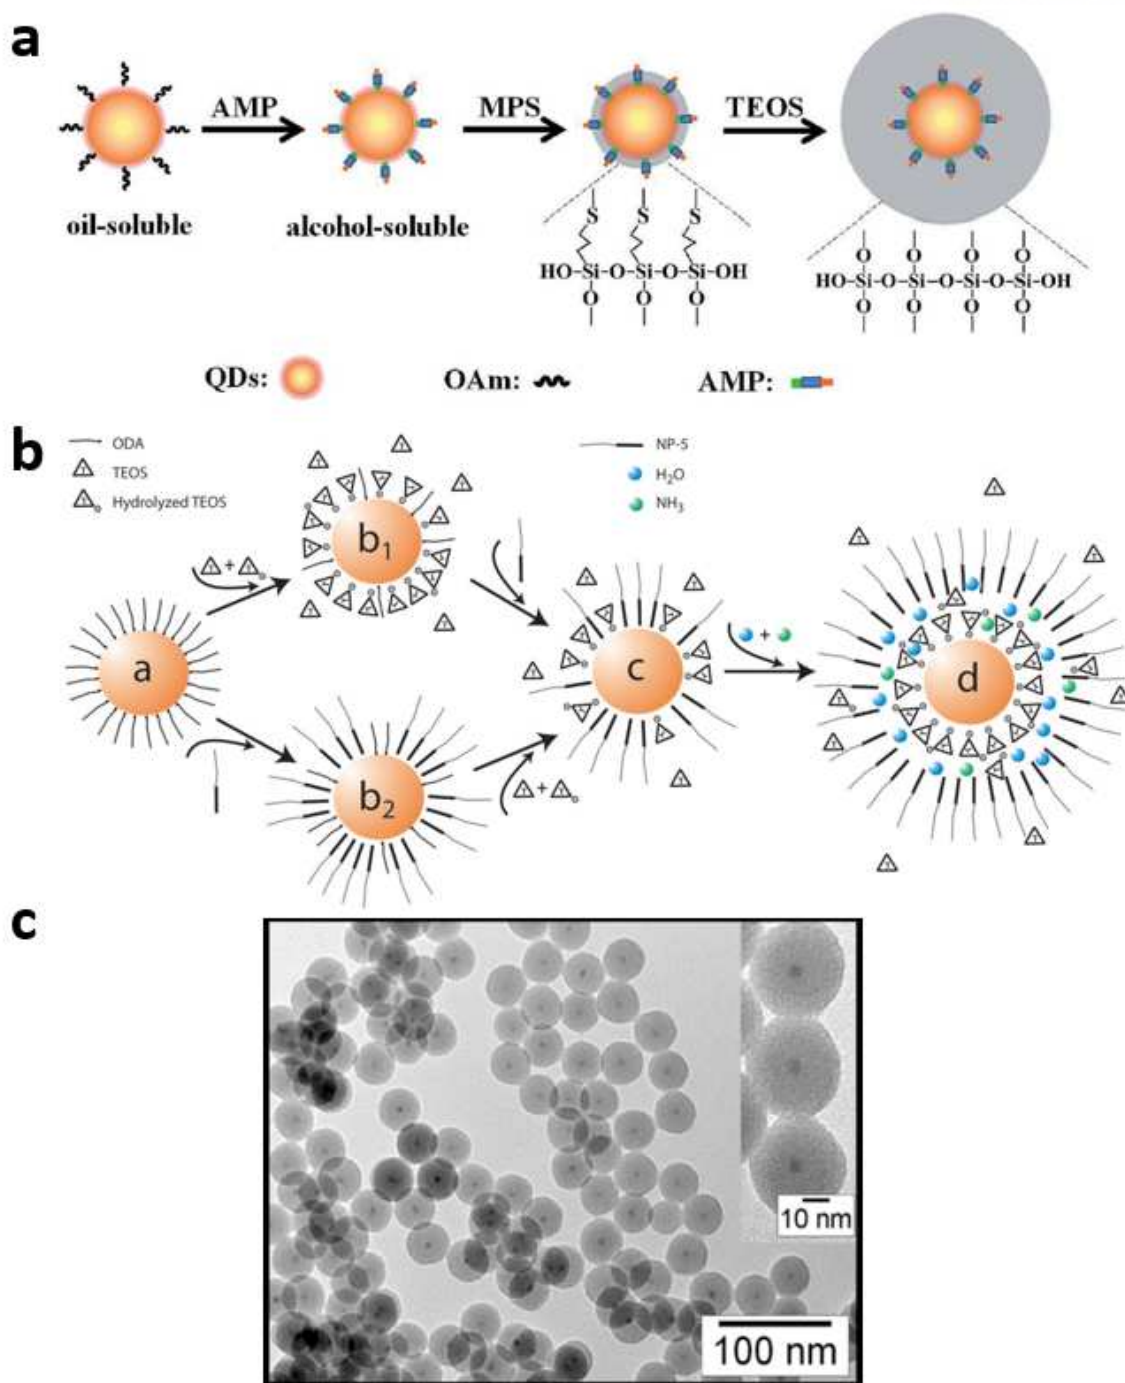 a
AMP
MPS
TEOS
oil-soluble
alcohol-soluble
S S S
HO-Si-O-Si-O-Si-OH
O O O
O O O O
HO-Si-O-Si-O-Si-O-Si-OH
O O O O
QDs:
OAm:
AMP:
b
ODA
T TEOS
T Hydrolyzed TEOS
NP-5
H₂O
NH₃
T + T
b₁
a
c
+
d
b₂
T + T
c
10 nm
100 nm